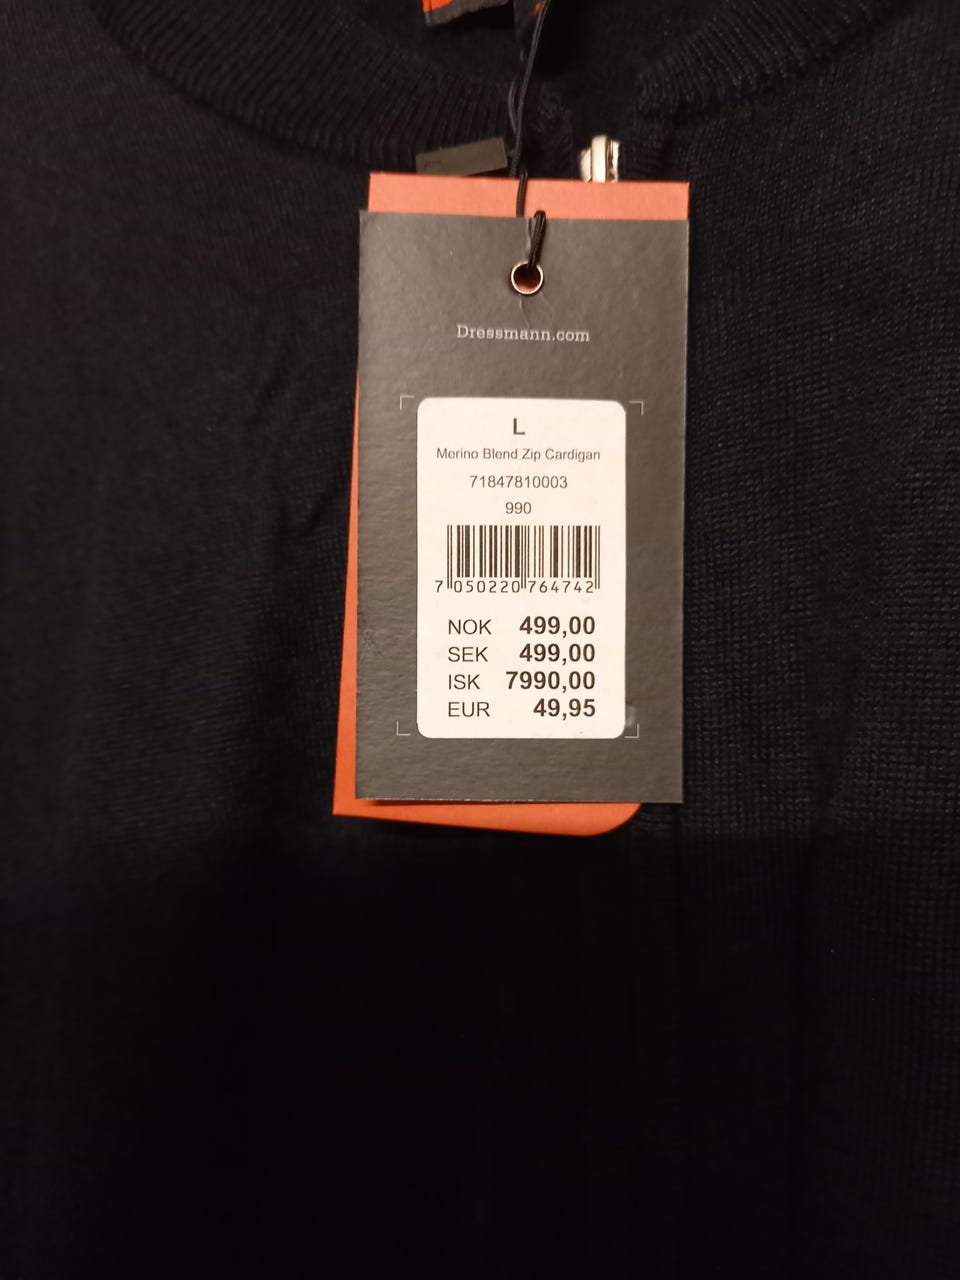 Dressmann.com
L
Merino Blend Zip Cardigan
71847810003
990
7 050220 764742
NOK 499,00
SEK 499,00
ISK 7990,00
EUR 49,95